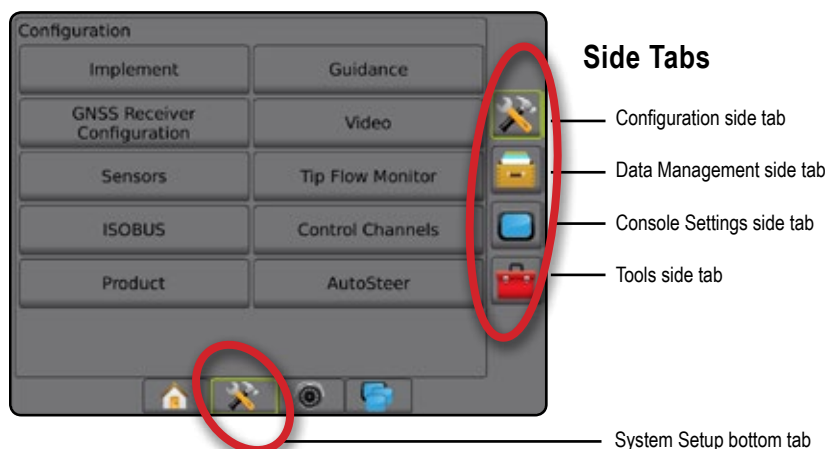 Configuration
Implement
Guidance
GNSS Receiver
Configuration
Video
Sensors
Tip Flow Monitor
ISOBUS
Control Channels
Product
AutoSteer
Side Tabs
Configuration side tab
Data Management side tab
Console Settings side tab
Tools side tab
System Setup bottom tab